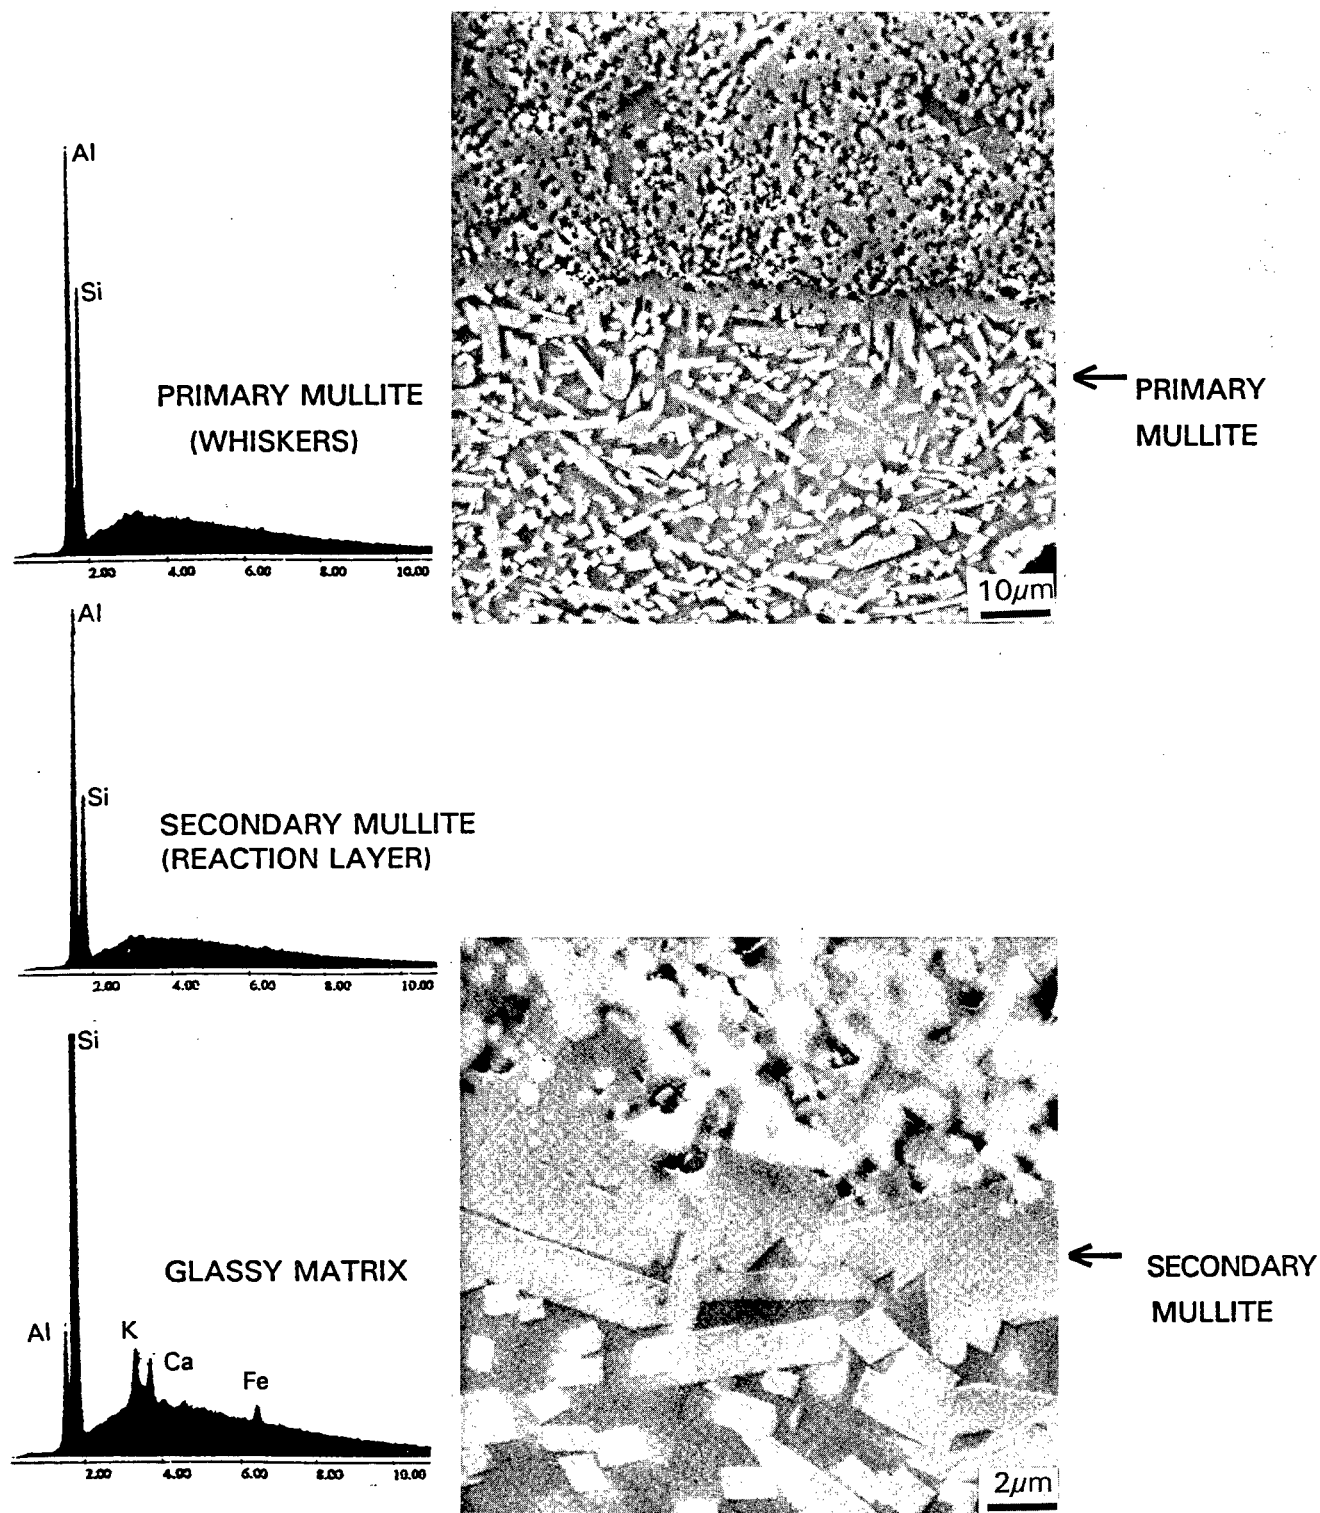 Al
Si
PRIMARY MULLITE
(WHISKERS)
2.00 4.00 6.00 8.00 10.00
PRIMARY
MULLITE
10μm
Al
Si
SECONDARY MULLITE
(REACTION LAYER)
2.00 4.00 6.00 8.00 10.00
Si
GLASSY MATRIX
Al
K
Ca
Fe
2.00 4.00 6.00 8.00 10.00
SECONDARY
MULLITE
2μm